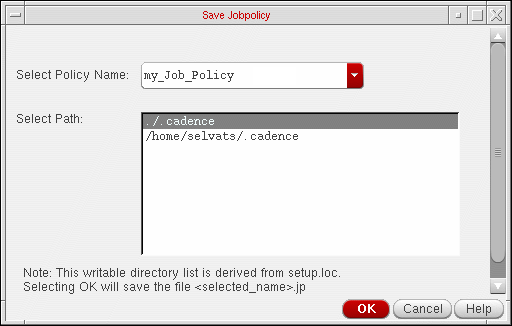 Save Jobpolicy
Select Policy Name: my_Job_Policy
Select Path: ./.cadence
/home/selvats/.cadence
Note: This writable directory list is derived from setup.loc.
Selecting OK will save the file <selected_name>.jp
OK Cancel Help